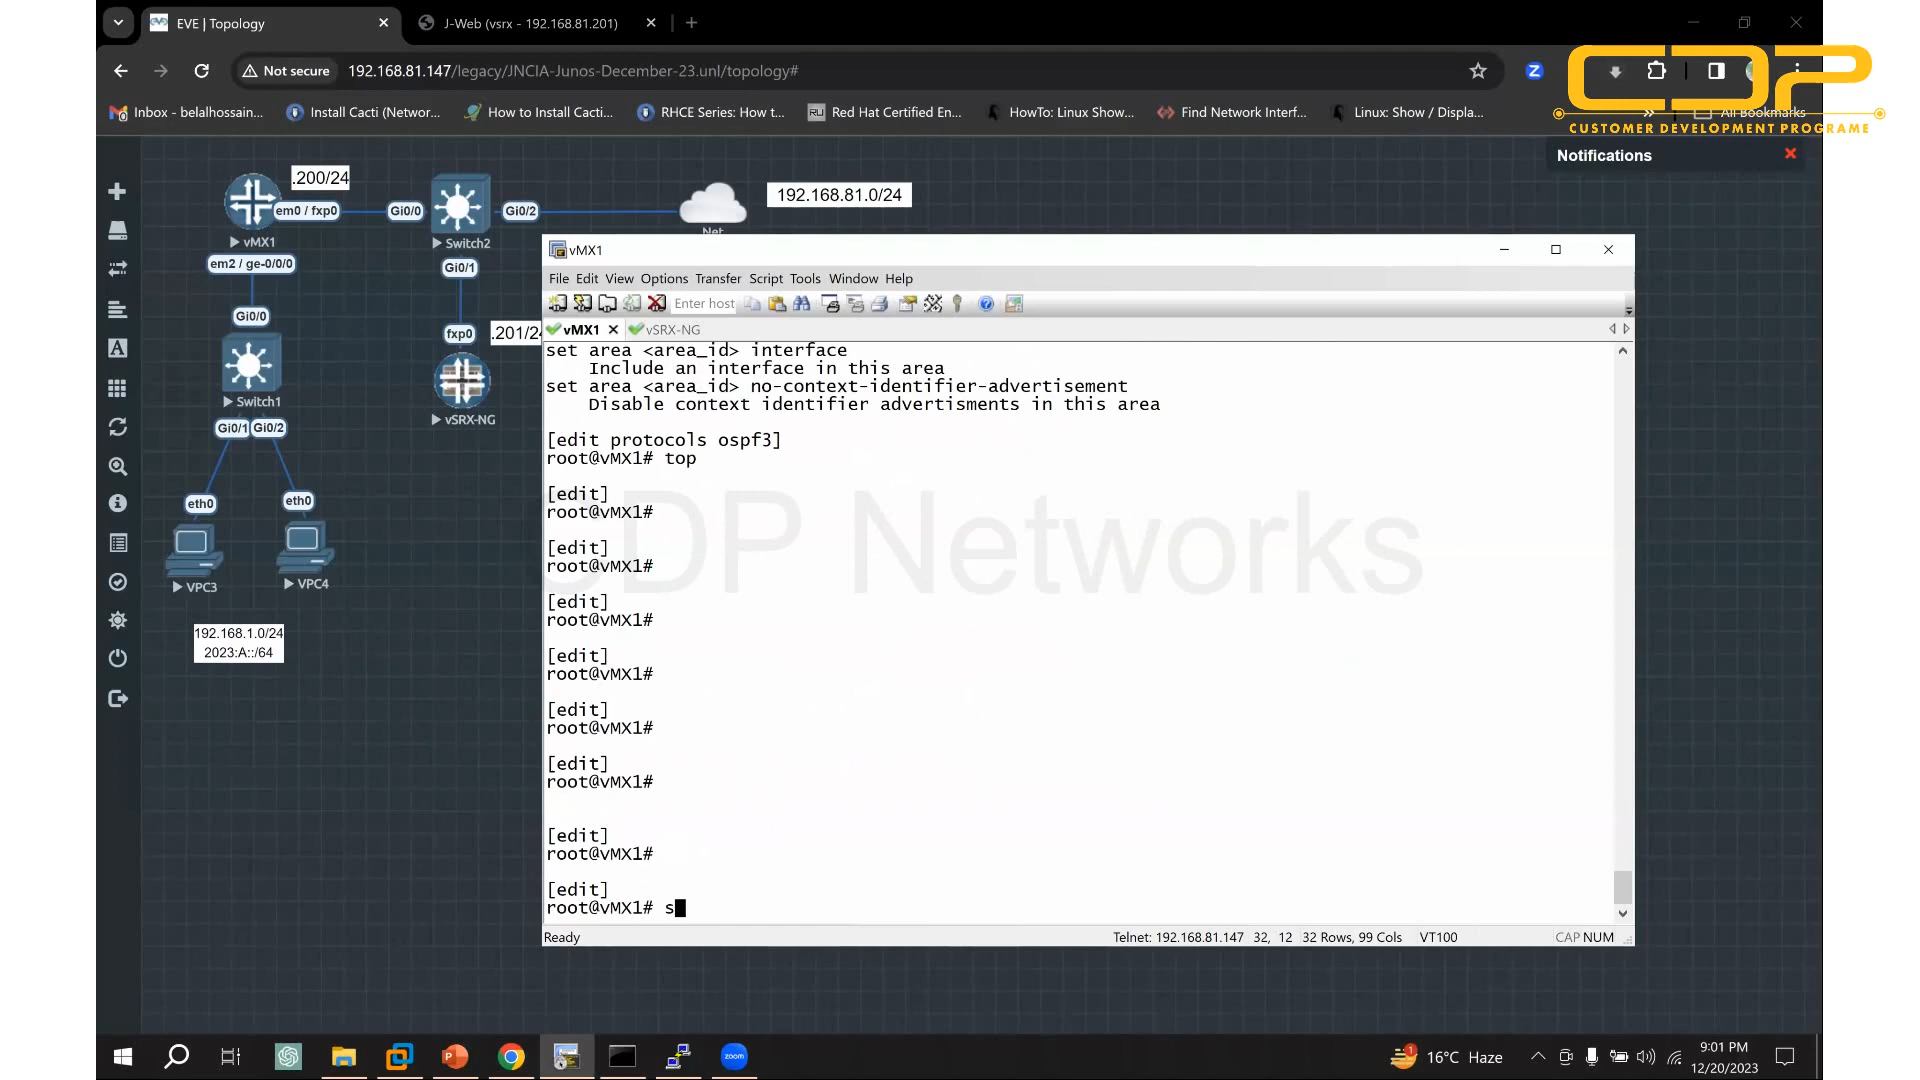 EVE | Topology
J-Web (vsrx - 192.168.81.201)
Not secure
192.168.81.147/legacy/JNCIA-Junos-December-23.unl/topology#
CDP
CUSTOMER DEVELOPMENT PROGRAME
Inbox - belalhossain...
Install Cacti (Networ...
How to Install Cacti...
RHCE Series: How t...
RU
Red Hat Certified En...
HowTo: Linux Show...
Find Network Interf...
Linux: Show / Displa...
All Bookmarks
Notifications
.200/24
em0 / fxp0
Gi0/0
Gi0/2
Net
192.168.81.0/24
vMX1
Switch2
em2 / ge-0/0/0
Gi0/1
Gi0/0
fxp0
.201/24
Switch1
vSRX-NG
Gi0/1
Gi0/2
eth0
eth0
VPC3
VPC4
192.168.1.0/24
2023:A::/64
vMX1
File Edit View Options Transfer Script Tools Window Help
Enter host
vMX1
vSRX-NG
set area <area_id> interface
Include an interface in this area
set area <area_id> no-context-identifier-advertisement
Disable context identifier advertisments in this area
[edit protocols ospf3]
root@vMX1# top
[edit]
root@vMX1#
[edit]
root@vMX1#
[edit]
root@vMX1#
[edit]
root@vMX1#
[edit]
root@vMX1#
[edit]
root@vMX1#
[edit]
root@vMX1#
[edit]
root@vMX1# s
CDP Networks
Ready
Telnet: 192.168.81.147
32, 12
32 Rows, 99 Cols
VT100
CAP NUM
zoom
1
16°C Haze
9:01 PM
12/20/2023